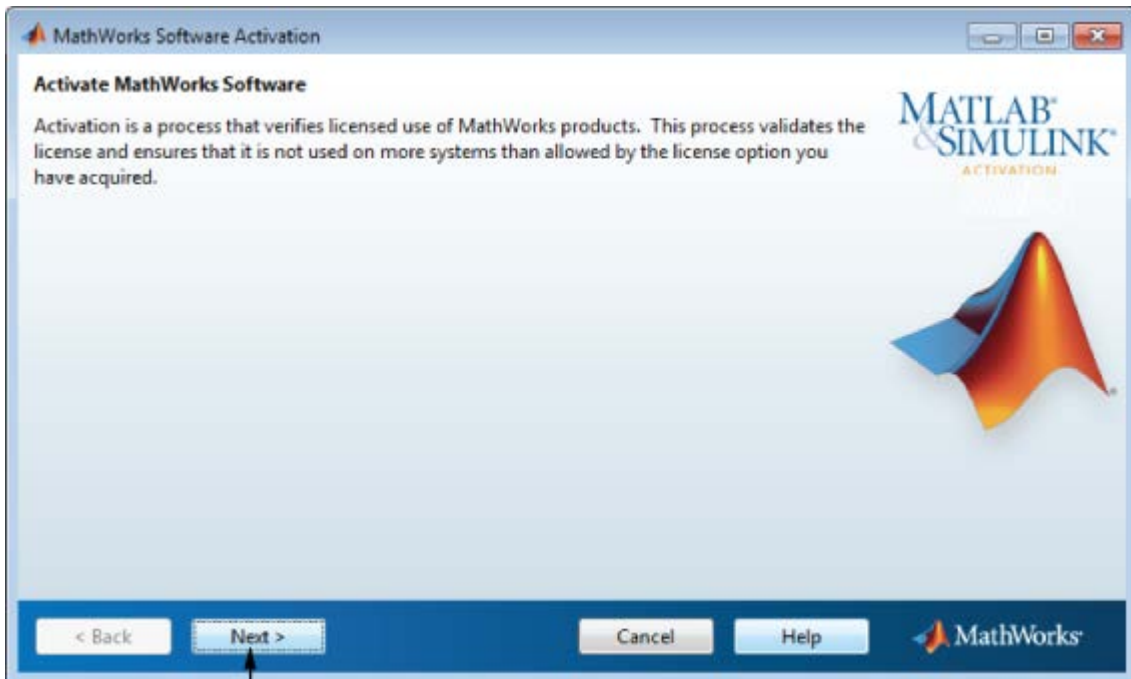 MathWorks Software Activation
Activate MathWorks Software
Activation is a process that verifies licensed use of MathWorks products. This process validates the
license and ensures that it is not used on more systems than allowed by the license option you
have acquired.
MATLAB®
&SIMULINK®
ACTIVATION
< Back
Next >
Cancel
Help
MathWorks®